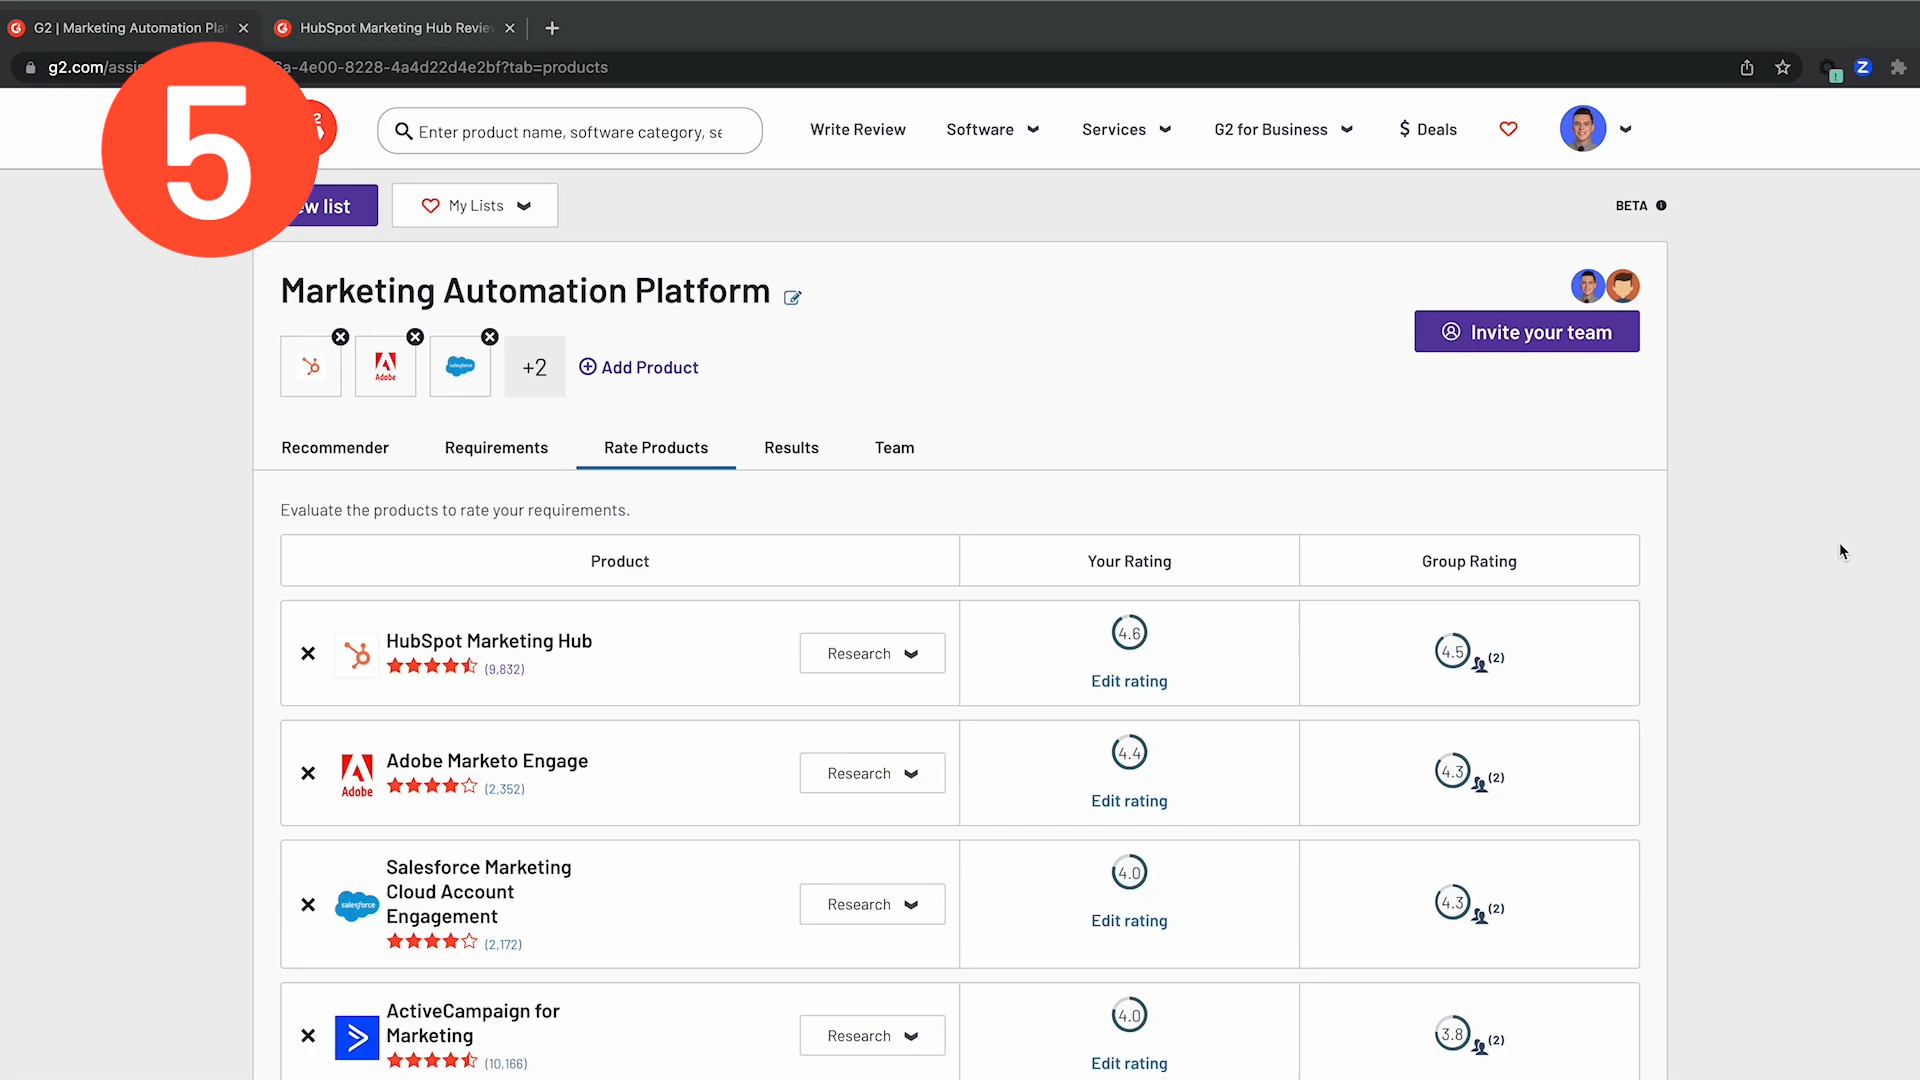 G2 | Marketing Automation Pla
HubSpot Marketing Hub Revie
g2.com/assi
a-4e00-8228-4a4d22d4e2bf?tab=products
Z
5
2
Enter product name, software category, se
Write Review
Software
Services
G2 for Business
$ Deals
ew list
My Lists
BETA
Marketing Automation Platform
Invite your team
Adobe
salesforce
+2
Add Product
Recommender
Requirements
Rate Products
Results
Team
Evaluate the products to rate your requirements.
Product
Your Rating
Group Rating
HubSpot Marketing Hub
(9,832)
Research
4.6
Edit rating
4.5
(2)
Adobe
Adobe Marketo Engage
(2,352)
Research
4.4
Edit rating
4.3
(2)
salesforce
Salesforce Marketing
Cloud Account
Engagement
(2,172)
Research
4.0
Edit rating
4.3
(2)
ActiveCampaign for
Marketing
(10,166)
Research
4.0
Edit rating
3.8
(2)